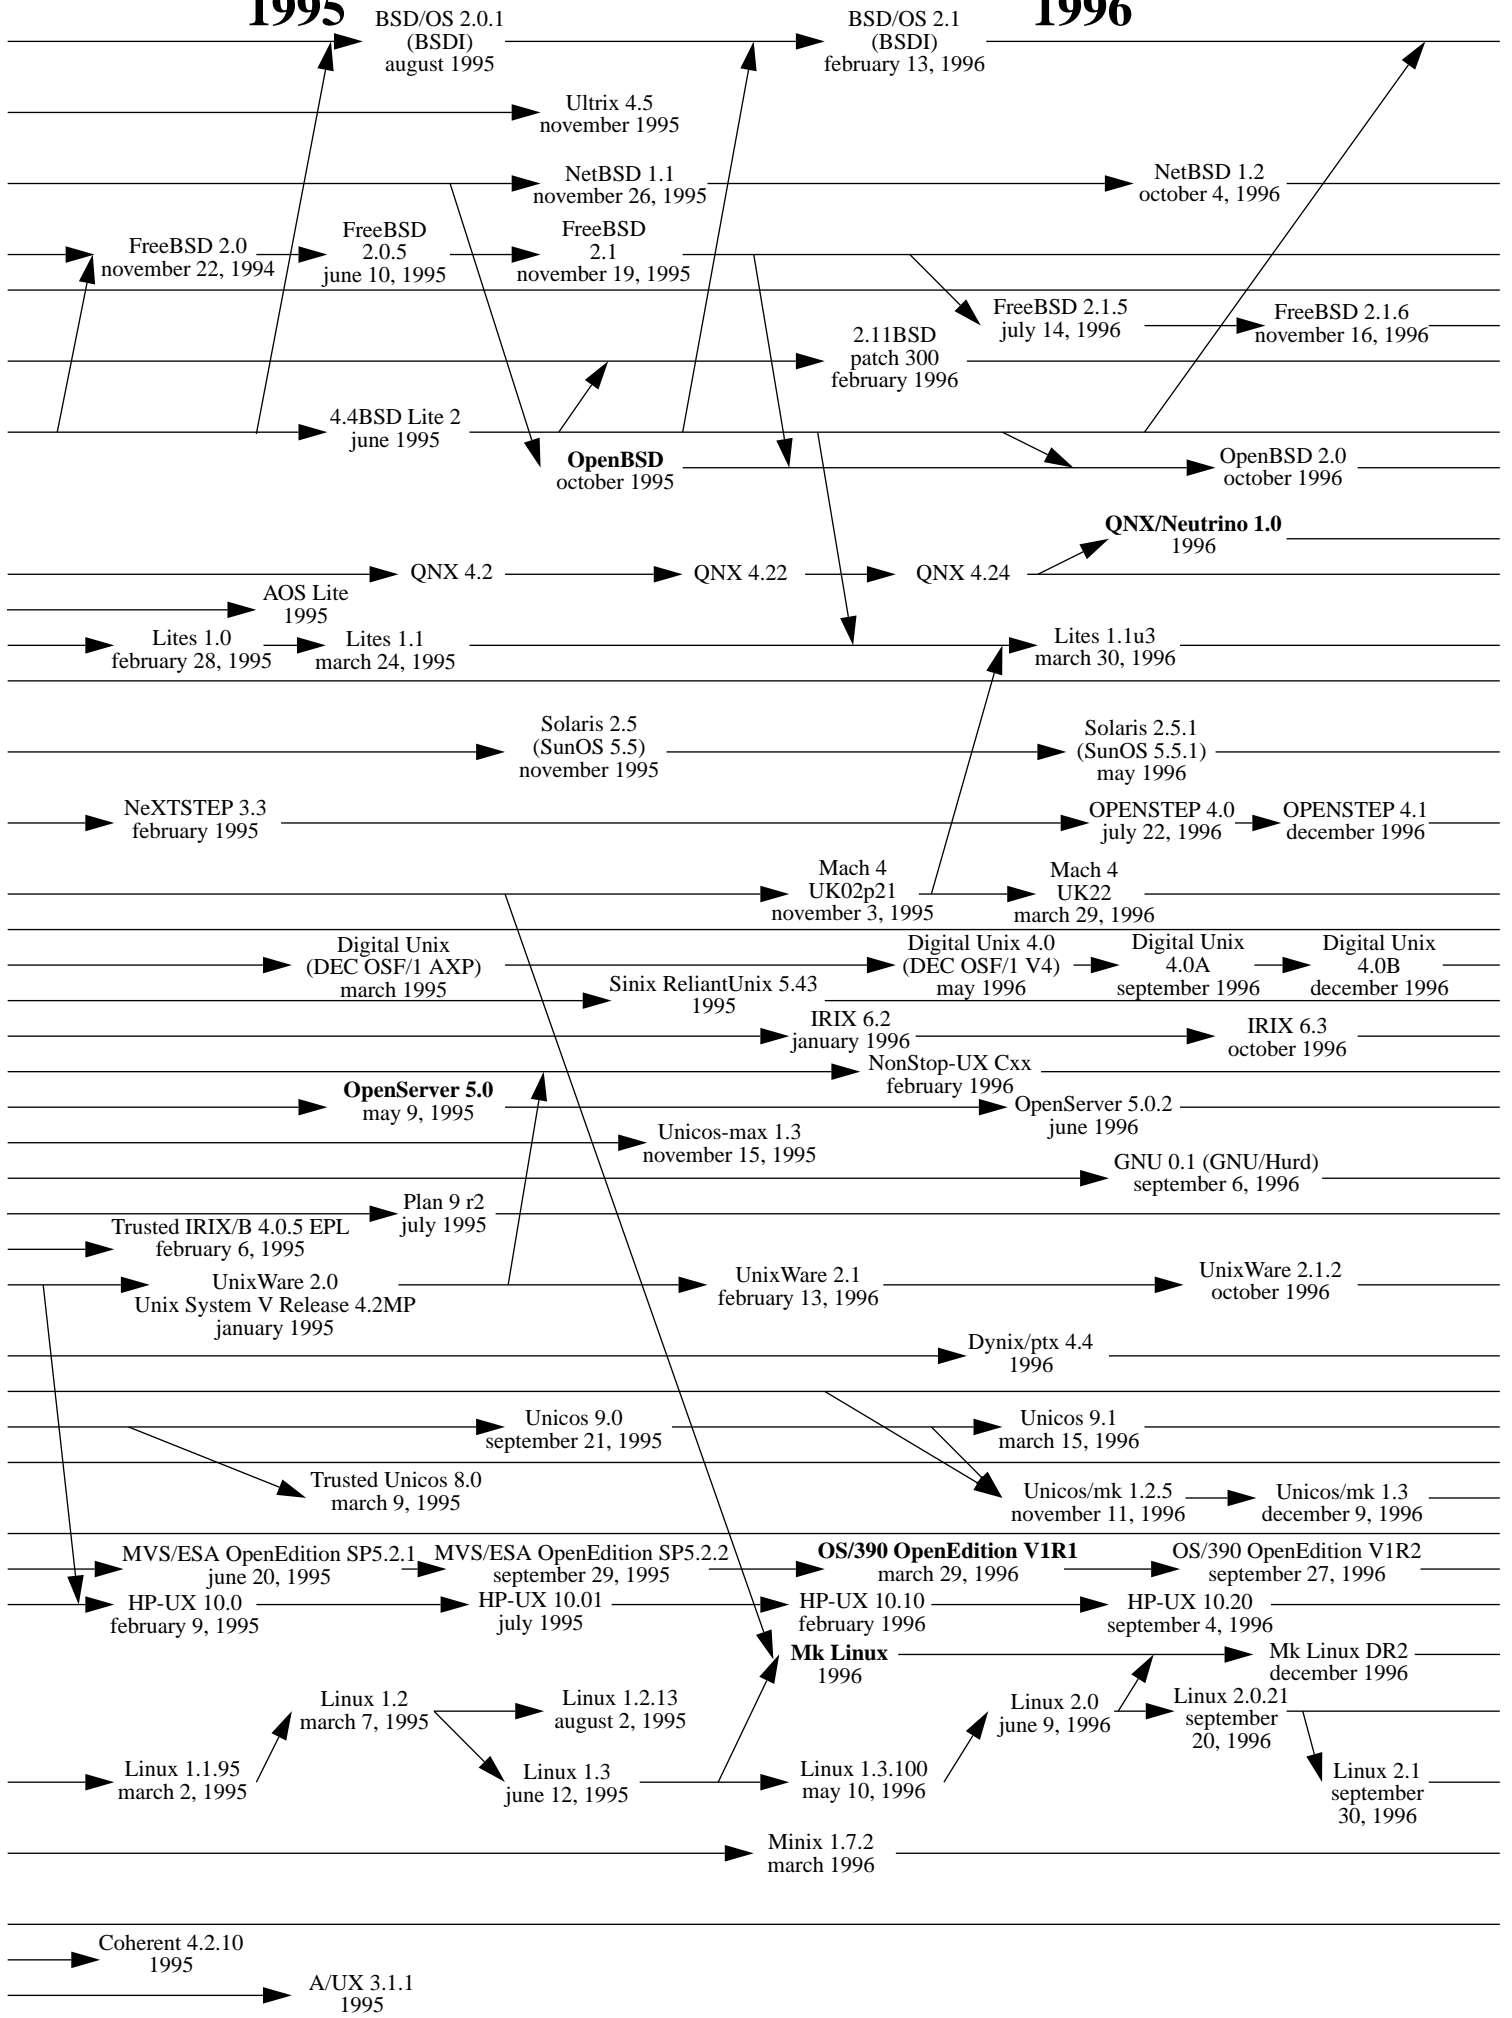 1995
1996
BSD/OS 2.0.1
(BSDI)
august 1995
BSD/OS 2.1
(BSDI)
february 13, 1996
Ultrix 4.5
november 1995
NetBSD 1.1
november 26, 1995
NetBSD 1.2
october 4, 1996
FreeBSD 2.0
november 22, 1994
FreeBSD
2.0.5
june 10, 1995
FreeBSD
2.1
november 19, 1995
FreeBSD 2.1.5
july 14, 1996
FreeBSD 2.1.6
november 16, 1996
2.11BSD
patch 300
february 1996
4.4BSD Lite 2
june 1995
OpenBSD
october 1995
OpenBSD 2.0
october 1996
QNX/Neutrino 1.0
1996
QNX 4.2
QNX 4.22
QNX 4.24
AOS Lite
1995
Lites 1.0
february 28, 1995
Lites 1.1
march 24, 1995
Lites 1.1u3
march 30, 1996
Solaris 2.5
(SunOS 5.5)
november 1995
Solaris 2.5.1
(SunOS 5.5.1)
may 1996
NeXTSTEP 3.3
february 1995
OPENSTEP 4.0
july 22, 1996
OPENSTEP 4.1
december 1996
Mach 4
UK02p21
november 3, 1995
Mach 4
UK22
march 29, 1996
Digital Unix
(DEC OSF/1 AXP)
march 1995
Digital Unix 4.0
(DEC OSF/1 V4)
may 1996
Digital Unix
4.0A
september 1996
Digital Unix
4.0B
december 1996
Sinix ReliantUnix 5.43
1995
IRIX 6.2
january 1996
IRIX 6.3
october 1996
NonStop-UX Cxx
february 1996
OpenServer 5.0
may 9, 1995
OpenServer 5.0.2
june 1996
Unicos-max 1.3
november 15, 1995
GNU 0.1 (GNU/Hurd)
september 6, 1996
Plan 9 r2
july 1995
Trusted IRIX/B 4.0.5 EPL
february 6, 1995
UnixWare 2.0
Unix System V Release 4.2MP
january 1995
UnixWare 2.1
february 13, 1996
UnixWare 2.1.2
october 1996
Dynix/ptx 4.4
1996
Unicos 9.0
september 21, 1995
Unicos 9.1
march 15, 1996
Trusted Unicos 8.0
march 9, 1995
Unicos/mk 1.2.5
november 11, 1996
Unicos/mk 1.3
december 9, 1996
MVS/ESA OpenEdition SP5.2.1
june 20, 1995
MVS/ESA OpenEdition SP5.2.2
september 29, 1995
OS/390 OpenEdition V1R1
march 29, 1996
OS/390 OpenEdition V1R2
september 27, 1996
HP-UX 10.0
february 9, 1995
HP-UX 10.01
july 1995
HP-UX 10.10
february 1996
HP-UX 10.20
september 4, 1996
Mk Linux
1996
Mk Linux DR2
december 1996
Linux 1.2
march 7, 1995
Linux 1.2.13
august 2, 1995
Linux 2.0
june 9, 1996
Linux 2.0.21
september
20, 1996
Linux 1.1.95
march 2, 1995
Linux 1.3
june 12, 1995
Linux 1.3.100
may 10, 1996
Linux 2.1
september
30, 1996
Minix 1.7.2
march 1996
Coherent 4.2.10
1995
A/UX 3.1.1
1995